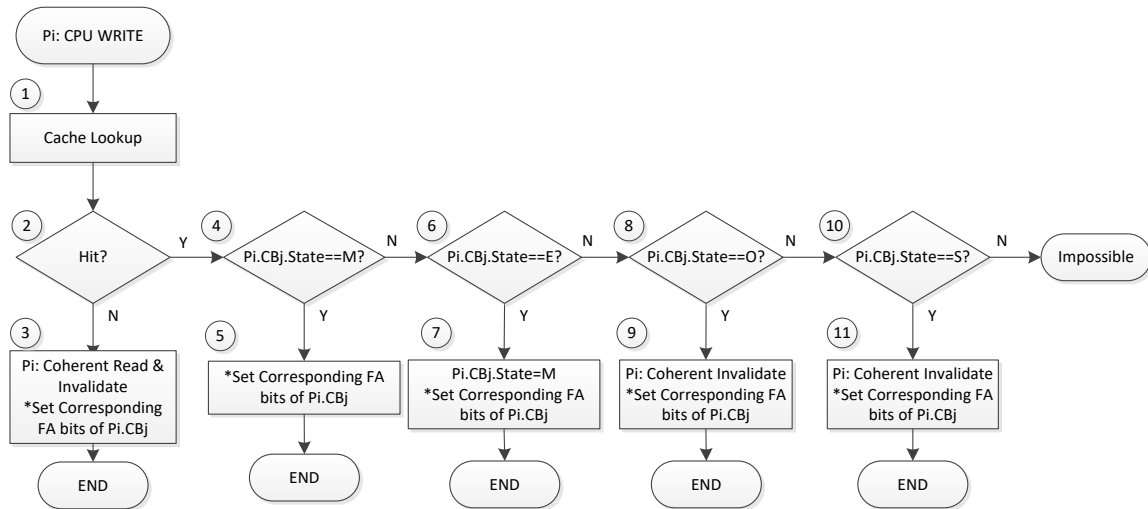 Pi: CPU WRITE
1
Cache Lookup
2
Hit?
Y
4
Pi.CBj.State==M?
N
6
Pi.CBj.State==E?
N
8
Pi.CBj.State==O?
N
10
Pi.CBj.State==S?
N
Impossible
N
Y
Y
Y
Y
3
Pi: Coherent Read &
Invalidate
*Set Corresponding
FA bits of Pi.CBj
END
5
*Set Corresponding FA
bits of Pi.CBj
END
7
Pi.CBj.State=M
*Set Corresponding FA
bits of Pi.CBj
END
9
Pi: Coherent Invalidate
*Set Corresponding FA
bits of Pi.CBj
END
11
Pi: Coherent Invalidate
*Set Corresponding FA
bits of Pi.CBj
END